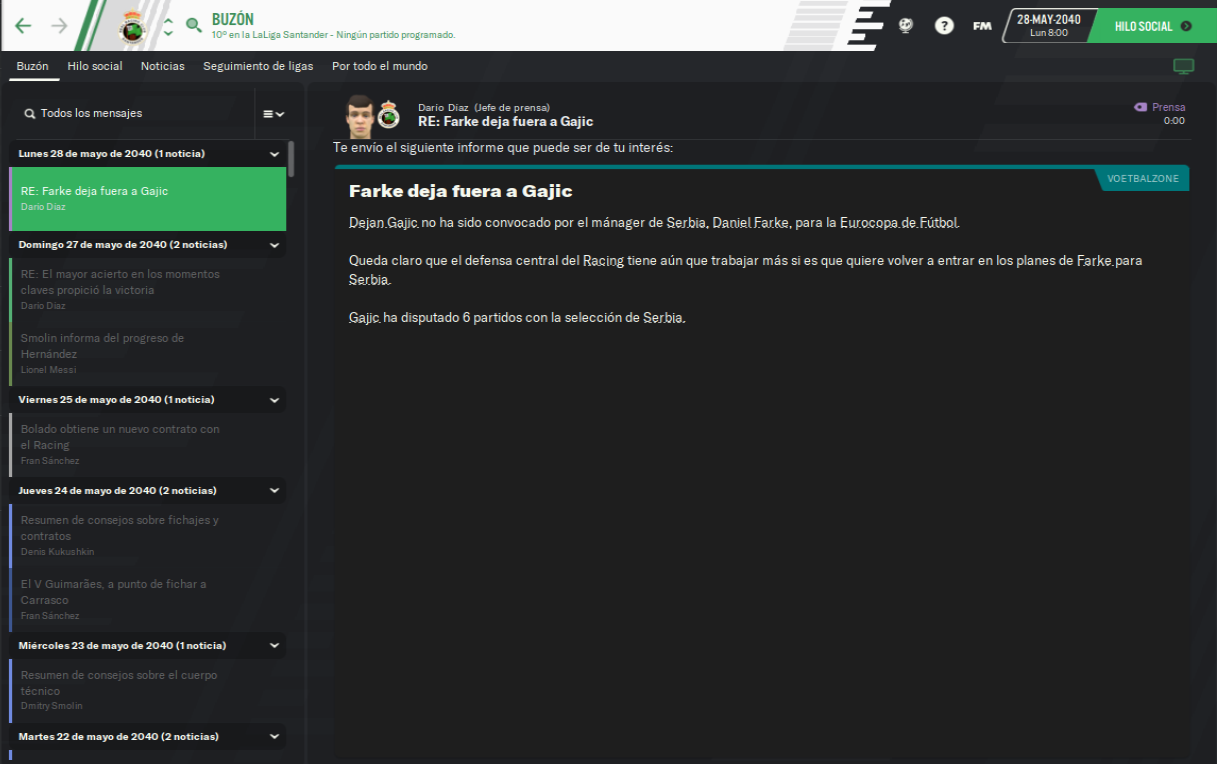 BUZÓN
10º en la LaLiga Santander - Ningún partido programado.
?
FM
28-MAY-2040
Lun 8:00
HILO SOCIAL
Buzón
Hilo social
Noticias
Seguimiento de ligas
Por todo el mundo
Todos los mensajes
Lunes 28 de mayo de 2040 (1 noticia)
RE: Farke deja fuera a Gajic
Darío Díaz
Domingo 27 de mayo de 2040 (2 noticias)
RE: El mayor acierto en los momentos
claves propició la victoria
Darío Díaz
Smolin informa del progreso de
Hernández
Lionel Messi
Viernes 25 de mayo de 2040 (1 noticia)
Bolado obtiene un nuevo contrato con
el Racing
Fran Sánchez
Jueves 24 de mayo de 2040 (2 noticias)
Resumen de consejos sobre fichajes y
contratos
Denis Kukushkin
El V Guimarães, a punto de fichar a
Carrasco
Fran Sánchez
Miércoles 23 de mayo de 2040 (1 noticia)
Resumen de consejos sobre el cuerpo
técnico
Dmitry Smolin
Martes 22 de mayo de 2040 (2 noticias)
Darío Díaz (Jefe de prensa)
RE: Farke deja fuera a Gajic
Prensa
0:00
Te envío el siguiente informe que puede ser de tu interés:
VOETBALZONE
Farke deja fuera a Gajic
Dejan Gajic no ha sido convocado por el mánager de Serbia, Daniel Farke, para la Eurocopa de Fútbol.
Queda claro que el defensa central del Racing tiene aún que trabajar más si es que quiere volver a entrar en los planes de Farke para
Serbia.
Gajic ha disputado 6 partidos con la selección de Serbia.